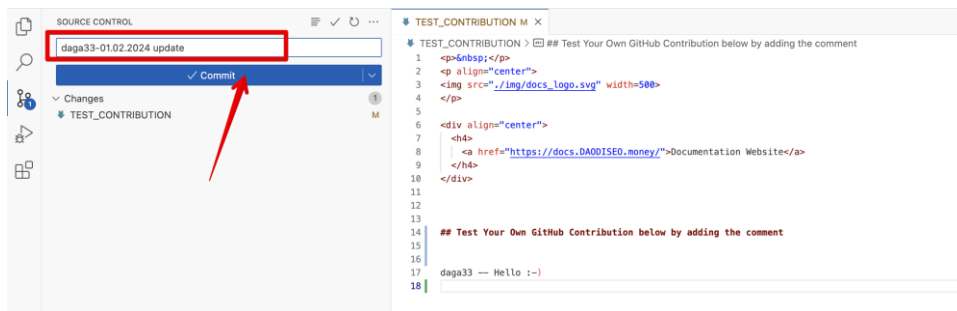 SOURCE CONTROL
daga33-01.02.2024 update
✓ Commit
Changes
1
TEST_CONTRIBUTION
M
1
TEST_CONTRIBUTION M ×
TEST_CONTRIBUTION > ## Test Your Own GitHub Contribution below by adding the comment
1 <p>&nbsp;</p>
2 <p align="center">
3 <img src="./img/docs_logo.svg" width=500>
4 </p>
5
6 <div align="center">
7 <h4>
8 <a href="https://docs.DAODISEO.money/">Documentation Website</a>
9 </h4>
10 </div>
11
12
13
14 ## Test Your Own GitHub Contribution below by adding the comment
15
16
17 daga33 -- Hello :-)
18